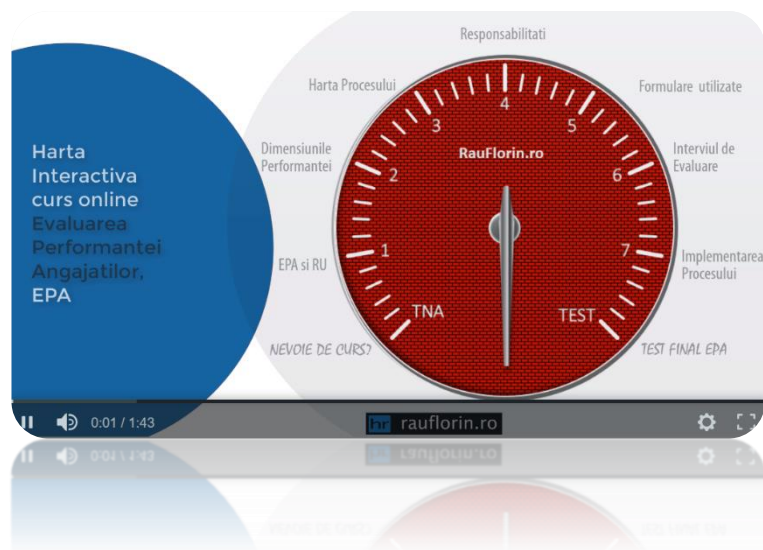 Harta
Interactiva
curs online
Evaluarea
Performantei
Angajatilor,
EPA
Responsabilitati
Harta Procesului
Formulare utilizate
Dimensiunile
Performantei
Interviul de
Evaluare
EPA si RU
Implementarea
Procesului
NEVOIE DE CURS?
TEST FINAL EPA
RauFlorin.ro
TNA
1
2
3
4
5
6
7
TEST
0:01 / 1:43
hr rauflorin.ro